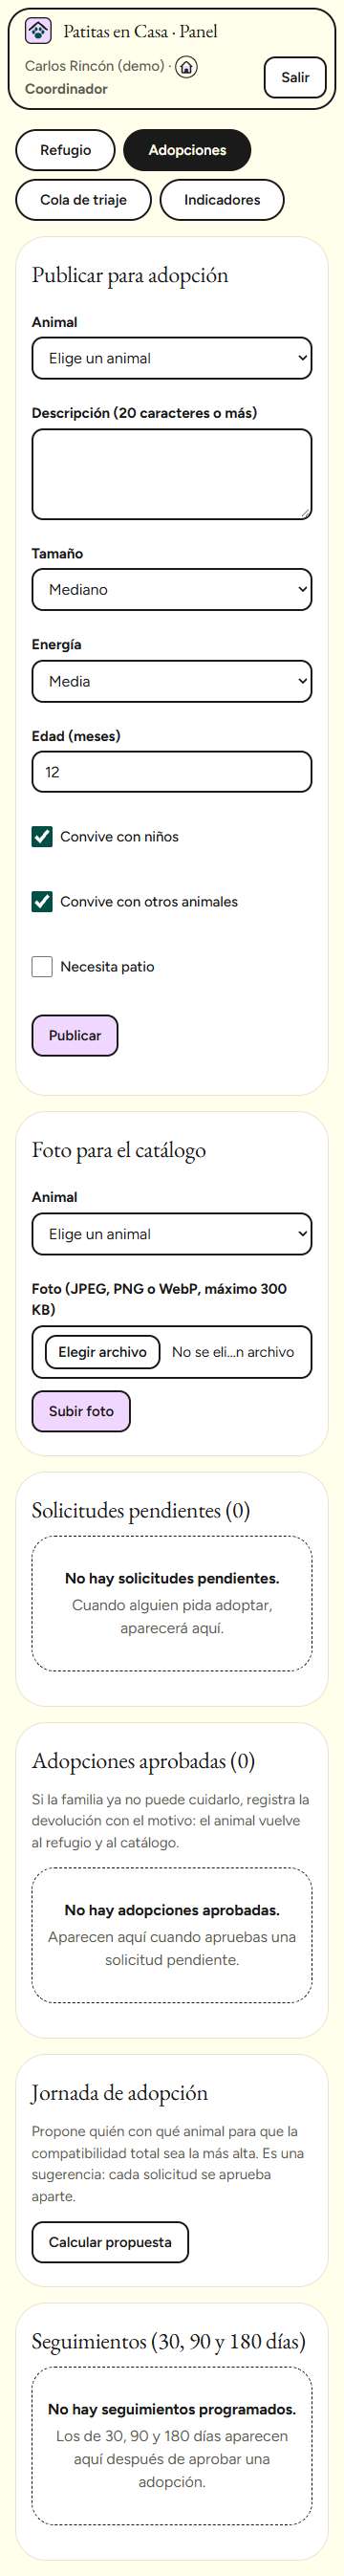 Patitas en Casa · Panel
Carlos Rincón (demo) ·
Coordinador
Salir
Refugio
Adopciones
Cola de triaje
Indicadores
Publicar para adopción
Animal
Elige un animal
Descripción (20 caracteres o más)
Tamaño
Mediano
Energía
Media
Edad (meses)
12
Convive con niños
Convive con otros animales
Necesita patio
Publicar
Foto para el catálogo
Animal
Elige un animal
Foto (JPEG, PNG o WebP, máximo 300
KB)
Elegir archivo No se eli...n archivo
Subir foto
Solicitudes pendientes (0)
No hay solicitudes pendientes.
Cuando alguien pida adoptar,
aparecerá aquí.
Adopciones aprobadas (0)
Si la familia ya no puede cuidarlo, registra la
devolución con el motivo: el animal vuelve
al refugio y al catálogo.
No hay adopciones aprobadas.
Aparecen aquí cuando apruebas una
solicitud pendiente.
Jornada de adopción
Propone quién con qué animal para que la
compatibilidad total sea la más alta. Es una
sugerencia: cada solicitud se aprueba
aparte.
Calcular propuesta
Seguimientos (30, 90 y 180 días)
No hay seguimientos programados.
Los de 30, 90 y 180 días aparecen
aquí después de aprobar una
adopción.